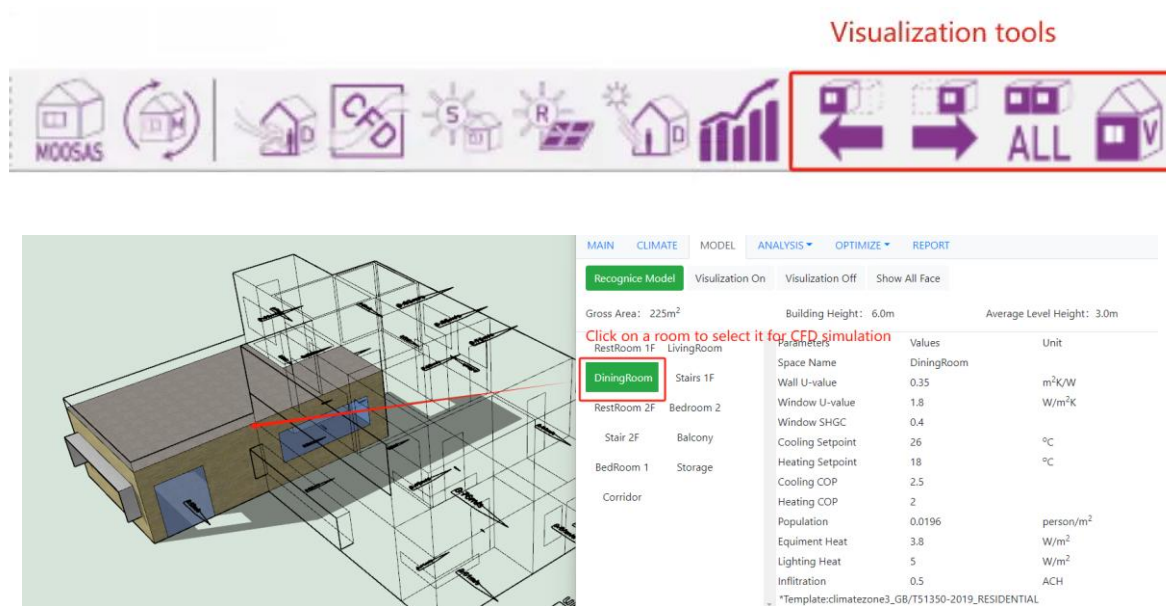 Visualization tools
MOOSAS
M
D
CFD
S
R
D
ALL
V
MAIN CLIMATE MODEL ANALYSIS OPTIMIZE REPORT
Recognice Model Visulization On Visulization Off Show All Face
Gross Area: 225m² Building Height: 6.0m Average Level Height: 3.0m
Click on a room to select it for CFD simulation
RestRoom 1F LivingRoom
DiningRoom Stairs 1F
RestRoom 2F Bedroom 2
Stair 2F Balcony
BedRoom 1 Storage
Corridor
Parameters Values Unit
Space Name DiningRoom
Wall U-value 0.35 m²K/W
Window U-value 1.8 W/m²K
Window SHGC 0.4
Cooling Setpoint 26 °C
Heating Setpoint 18 °C
Cooling COP 2.5
Heating COP 2
Population 0.0196 person/m²
Equiment Heat 3.8 W/m²
Lighting Heat 5 W/m²
Inflitration 0.5 ACH
*Template:climatezone3_GB/T51350-2019_RESIDENTIAL